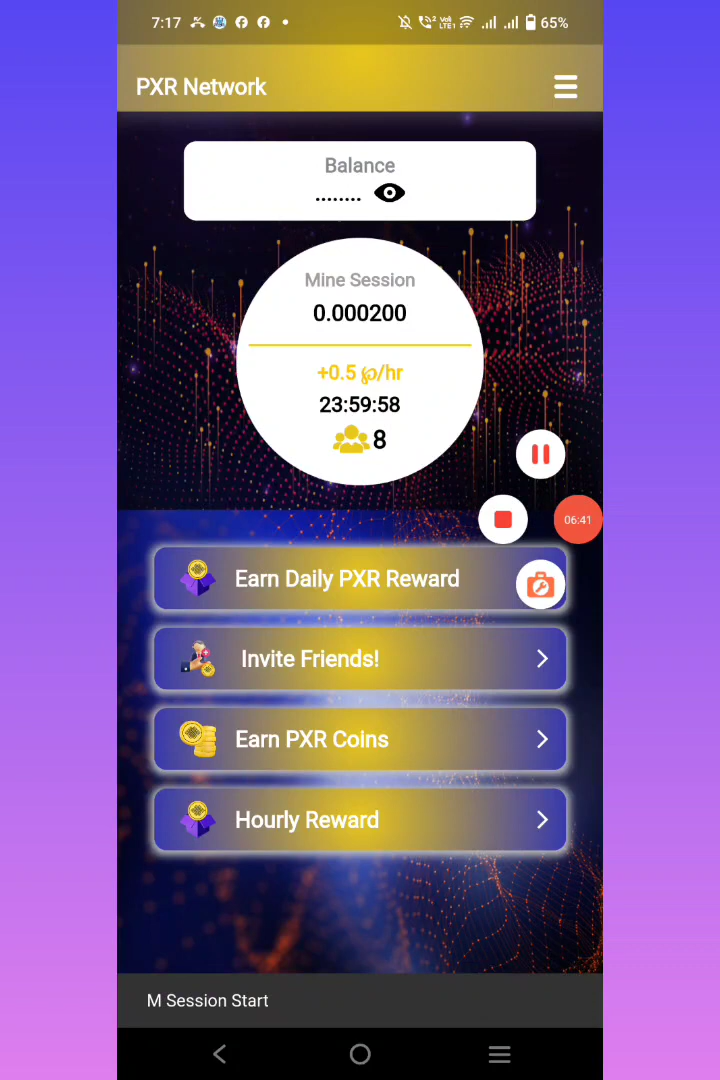 7:17 65%
PXR Network
Balance
........
Mine Session
0.000200
+0.5 ℘/hr
23:59:58
8
06:41
Earn Daily PXR Reward
Invite Friends!
Earn PXR Coins
Hourly Reward
M Session Start